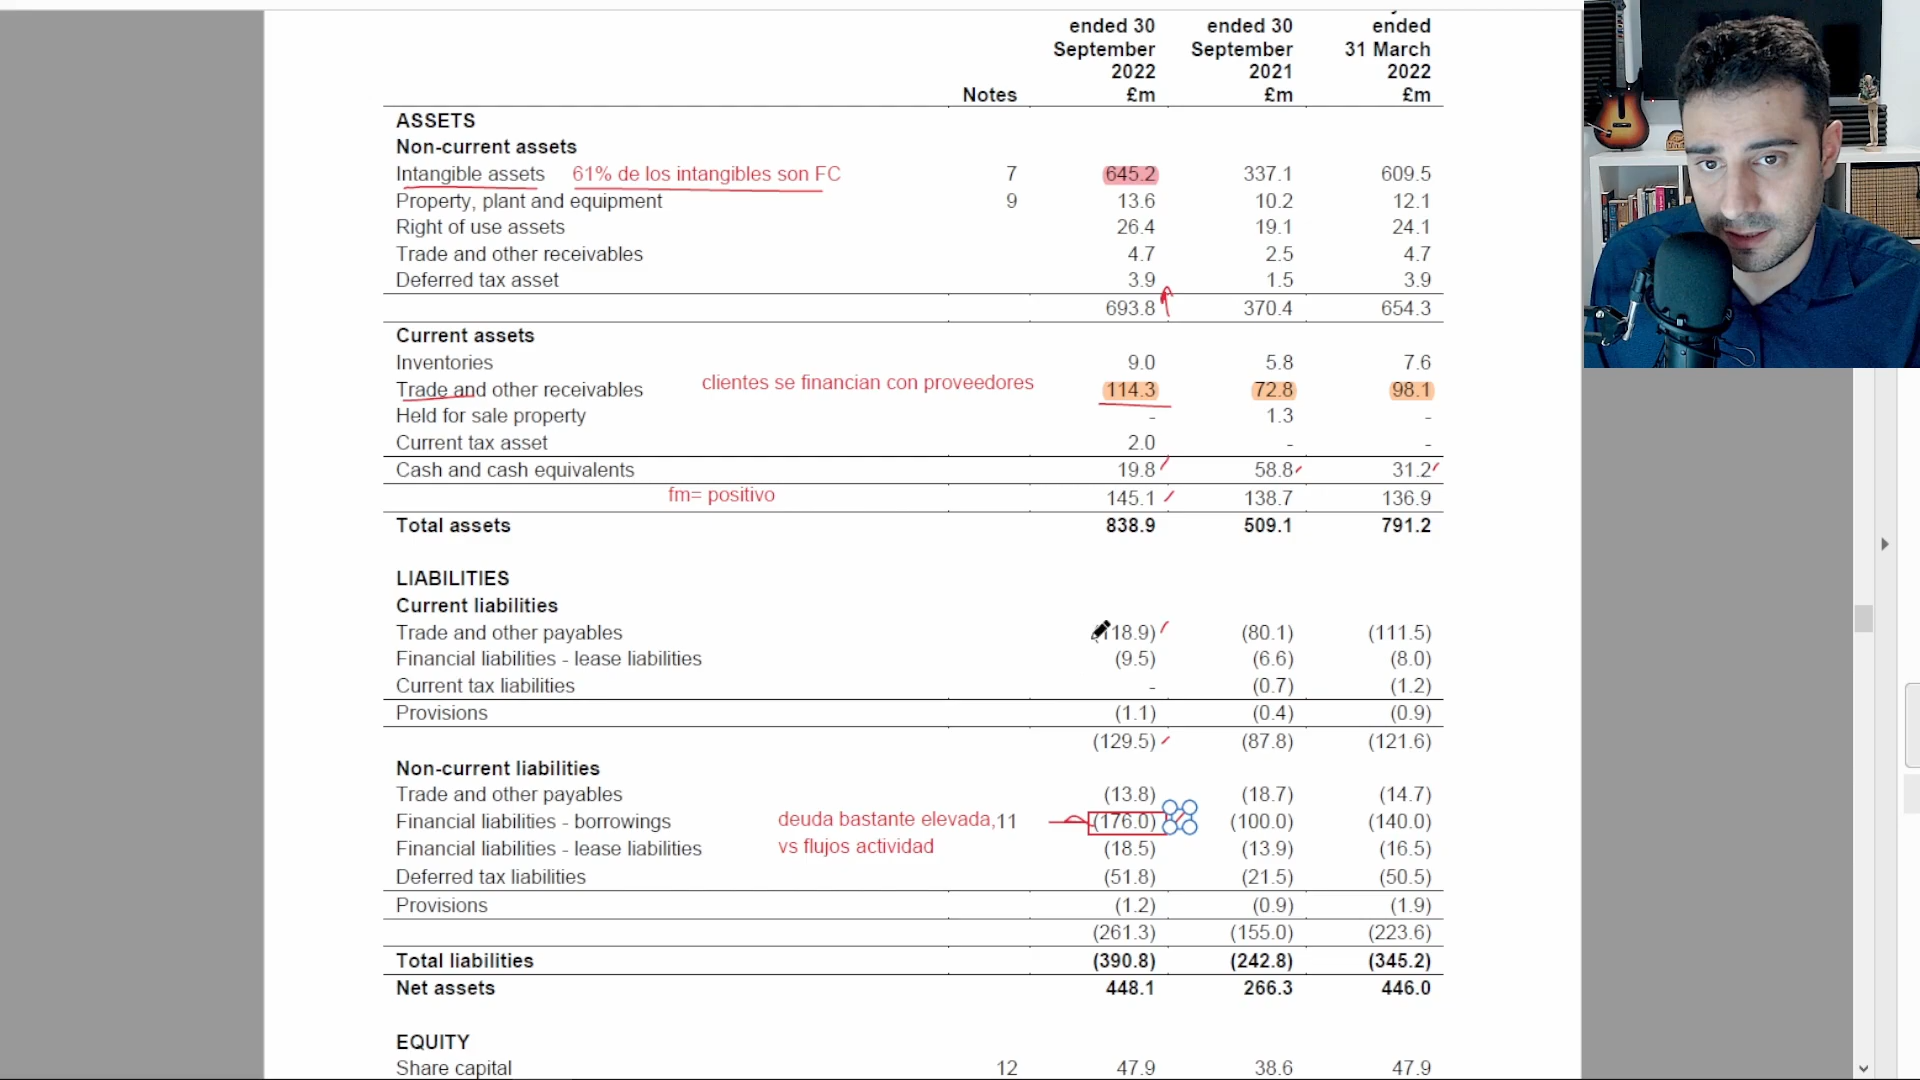 ended 30 ended 30 ended
September September 31 March
2022 2021 2022
Notes £m £m £m
ASSETS
Non-current assets
Intangible assets 61% de los intangibles son FC 7 645.2 337.1 609.5
Property, plant and equipment 9 13.6 10.2 12.1
Right of use assets 26.4 19.1 24.1
Trade and other receivables 4.7 2.5 4.7
Deferred tax asset 3.9 1.5 3.9
693.8 370.4 654.3
Current assets
Inventories 9.0 5.8 7.6
clientes se financian con proveedores
Trade and other receivables 114.3 72.8 98.1
Held for sale property - 1.3 -
Current tax asset 2.0 - -
Cash and cash equivalents 19.8 58.8 31.2
fm= positivo 145.1 138.7 136.9
Total assets 838.9 509.1 791.2
LIABILITIES
Current liabilities
Trade and other payables 18.9) (80.1) (111.5)
Financial liabilities - lease liabilities (9.5) (6.6) (8.0)
Current tax liabilities - (0.7) (1.2)
Provisions (1.1) (0.4) (0.9)
(129.5) (87.8) (121.6)
Non-current liabilities
Trade and other payables (13.8) (18.7) (14.7)
Financial liabilities - borrowings deuda bastante elevada, 11 (176.0) (100.0) (140.0)
Financial liabilities - lease liabilities vs flujos actividad (18.5) (13.9) (16.5)
Deferred tax liabilities (51.8) (21.5) (50.5)
Provisions (1.2) (0.9) (1.9)
(261.3) (155.0) (223.6)
Total liabilities (390.8) (242.8) (345.2)
Net assets 448.1 266.3 446.0
EQUITY
Share capital 12 47.9 38.6 47.9